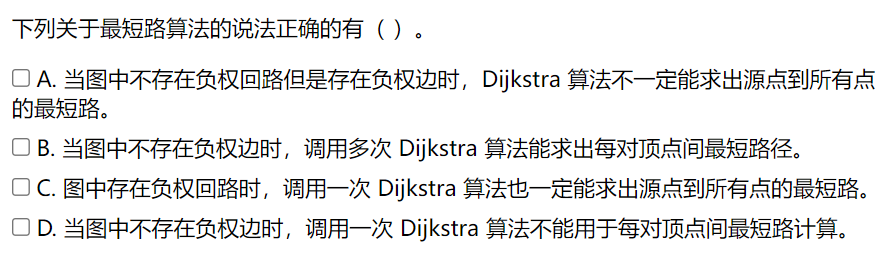 下列关于最短路算法的说法正确的有（ ）。
A. 当图中不存在负权回路但是存在负权边时，Dijkstra 算法不一定能求出源点到所有点
的最短路。
B. 当图中不存在负权边时，调用多次 Dijkstra 算法能求出每对顶点间最短路径。
C. 图中存在负权回路时，调用一次 Dijkstra 算法也一定能求出源点到所有点的最短路。
D. 当图中不存在负权边时，调用一次 Dijkstra 算法不能用于每对顶点间最短路计算。